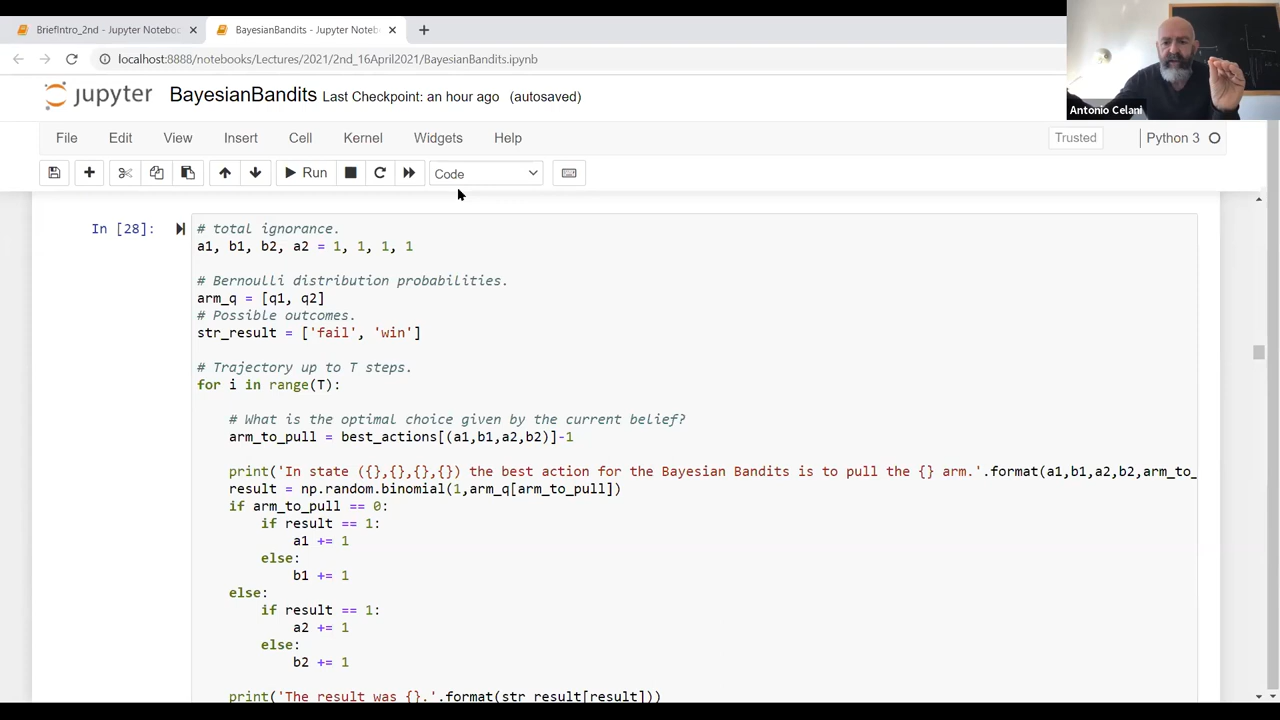 BriefIntro_2nd - Jupyter Notebo
BayesianBandits - Jupyter Noteb
localhost:8888/notebooks/Lectures/2021/2nd_16April2021/BayesianBandits.ipynb
Antonio Celani
jupyter BayesianBandits Last Checkpoint: an hour ago (autosaved)
File Edit View Insert Cell Kernel Widgets Help Trusted Python 3
Run Code
In [28]:
# total ignorance.
a1, b1, b2, a2 = 1, 1, 1, 1
# Bernoulli distribution probabilities.
arm_q = [q1, q2]
# Possible outcomes.
str_result = ['fail', 'win']
# Trajectory up to T steps.
for i in range(T):
# What is the optimal choice given by the current belief?
arm_to_pull = best_actions[(a1,b1,a2,b2)]-1
print('In state ({},{},{},{}) the best action for the Bayesian Bandits is to pull the {} arm.'.format(a1,b1,a2,b2,arm_to_
result = np.random.binomial(1,arm_q[arm_to_pull])
if arm_to_pull == 0:
if result == 1:
a1 += 1
else:
b1 += 1
else:
if result == 1:
a2 += 1
else:
b2 += 1
print('The result was {}.'.format(str_result[result]))